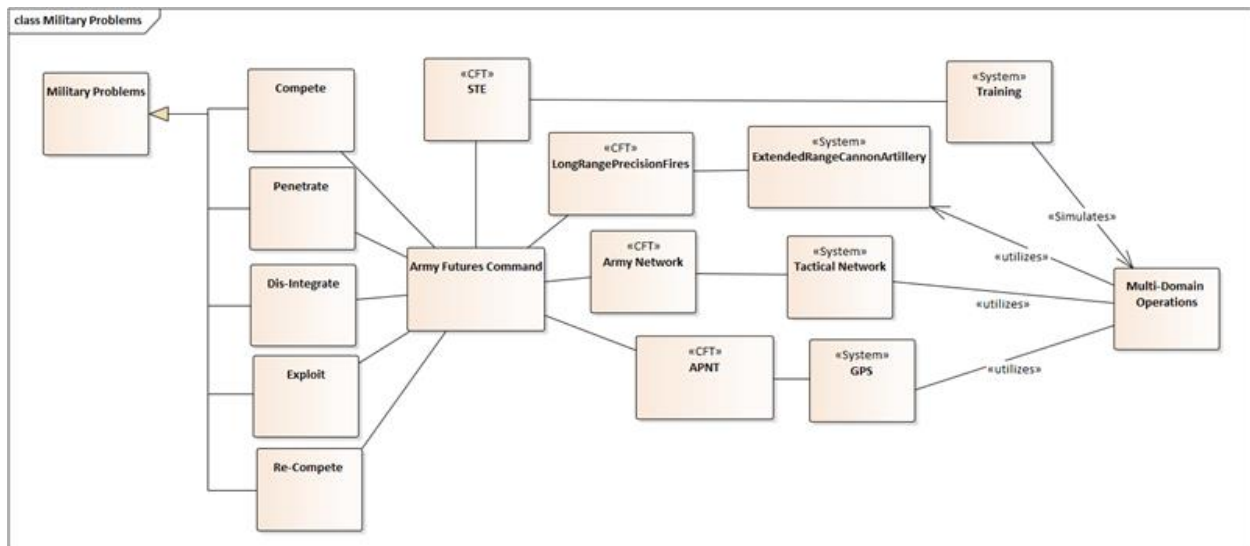 class Military Problems
Military Problems
Compete
«CFT»
STE
«System»
Training
«CFT»
LongRangePrecisionFires
«System»
ExtendedRangeCannonArtillery
Penetrate
«Simulates»
Army Futures Command
«CFT»
Army Network
«System»
Tactical Network
«utilizes»
Dis-Integrate
Multi-Domain
Operations
«utilizes»
Exploit
«CFT»
APNT
«System»
GPS
«utilizes»
Re-Compete